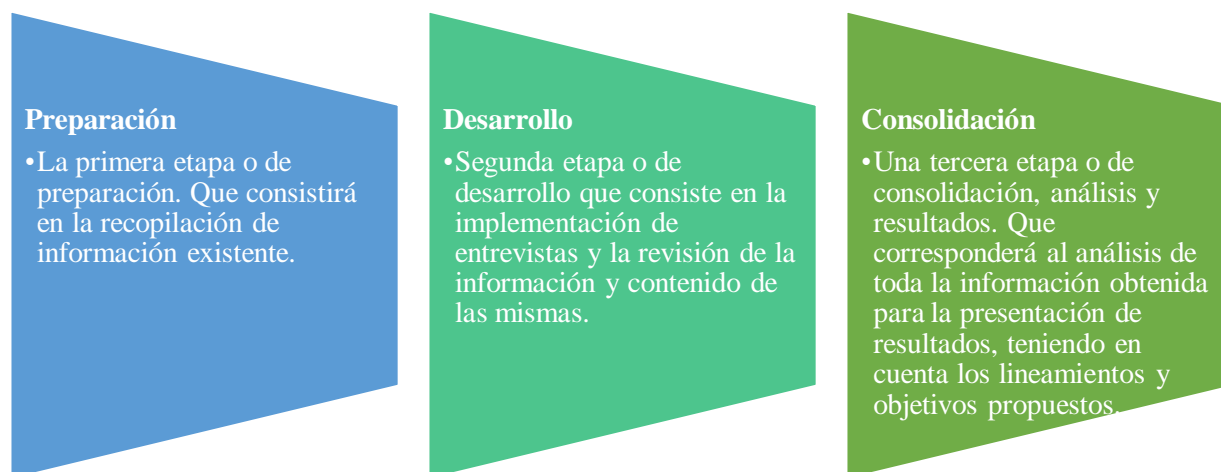 Preparación
•La primera etapa o de
preparación. Que consistirá
en la recopilación de
información existente.
Desarrollo
•Segunda etapa o de
desarrollo que consiste en la
implementación de
entrevistas y la revisión de la
información y contenido de
las mismas.
Consolidación
•Una tercera etapa o de
consolidación, análisis y
resultados. Que
corresponderá al análisis de
toda la información obtenida
para la presentación de
resultados, teniendo en
cuenta los lineamientos y
objetivos propuestos.